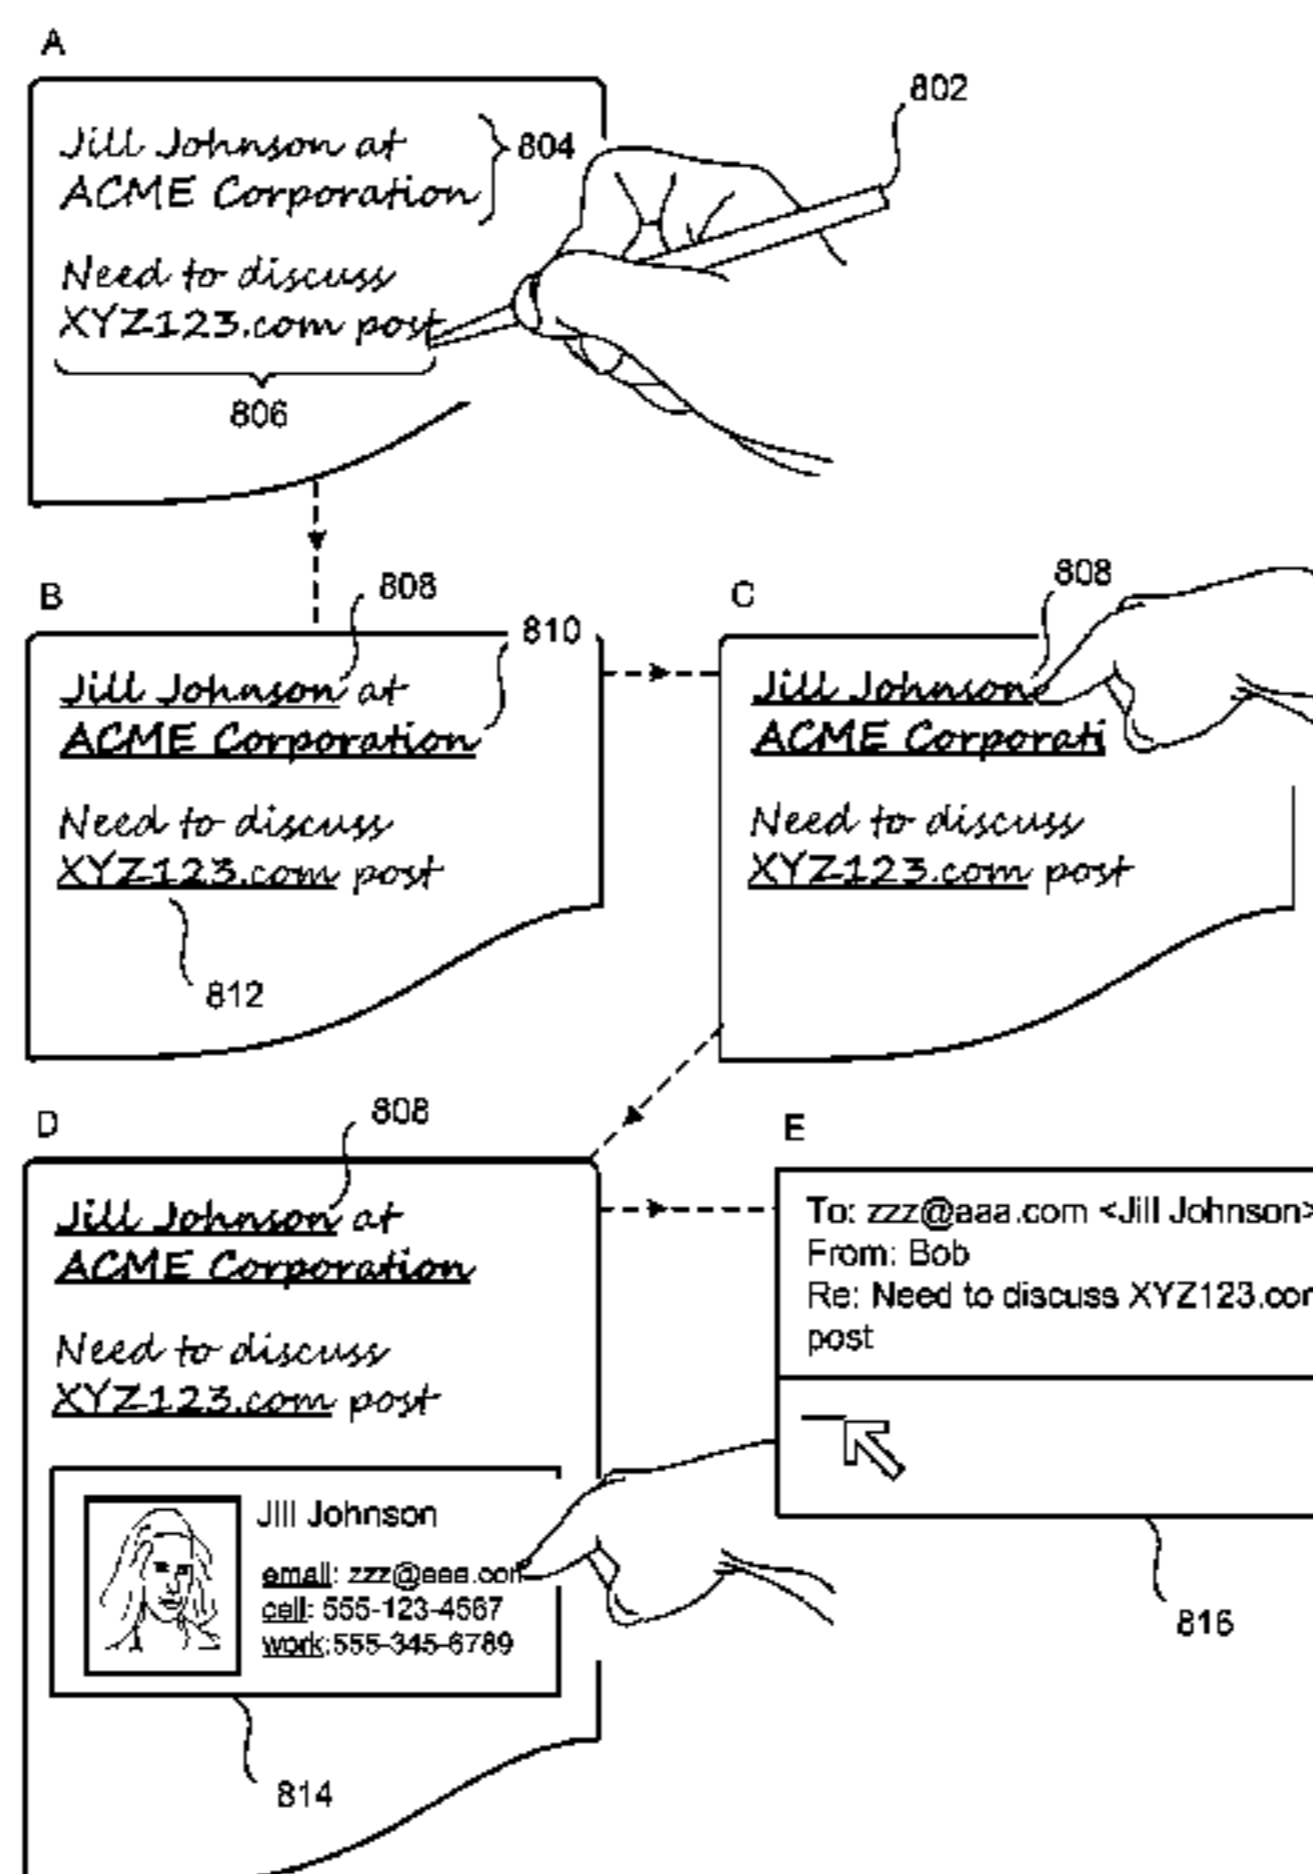 A
802
Jill Johnson at
ACME Corporation
804
Need to discuss
XYZ123.com post
806
B
808
810
Jill Johnson at
ACME Corporation
Need to discuss
XYZ123.com post
812
C
808
Jill Johnson
ACME Corporati
Need to discuss
XYZ123.com post
D
808
Jill Johnson at
ACME Corporation
Need to discuss
XYZ123.com post
Jill Johnson
email: zzz@aaa.com
cell: 555-123-4567
work:555-345-6789
814
E
To: zzz@aaa.com <Jill Johnson>
From: Bob
Re: Need to discuss XYZ123.com
post
816